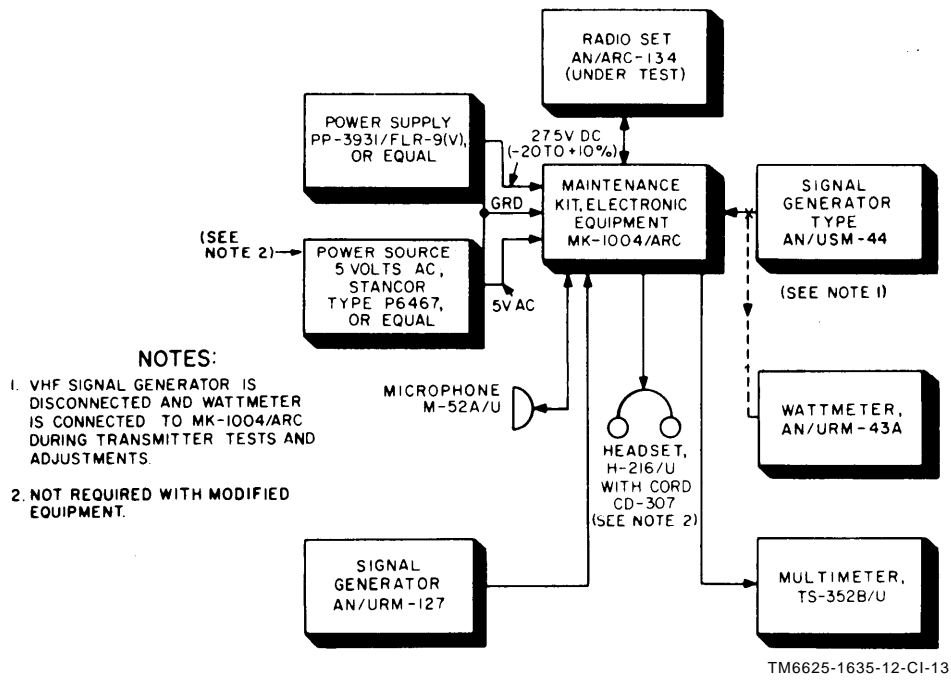 RADIO SET
AN/ARC-134
(UNDER TEST)
POWER SUPPLY
PP-3931/FLR-9(V),
OR EQUAL
27.5V DC
(-20 TO +10%)
MAINTENANCE
KIT, ELECTRONIC
EQUIPMENT
MK-1004/ARC
SIGNAL
GENERATOR
TYPE
AN/USM-44
GRD
(SEE
NOTE 2)
POWER SOURCE
5 VOLTS AC,
STANCOR
TYPE P6467,
OR EQUAL
5V AC
(SEE NOTE 1)
NOTES:
1. VHF SIGNAL GENERATOR IS
DISCONNECTED AND WATTMETER
IS CONNECTED TO MK-1004/ARC
DURING TRANSMITTER TESTS AND
ADJUSTMENTS.
2. NOT REQUIRED WITH MODIFIED
EQUIPMENT.
MICROPHONE
M-52A/U
HEADSET,
H-216/U
WITH CORD
CD-307
(SEE NOTE 2)
WATTMETER,
AN/URM-43A
SIGNAL
GENERATOR
AN/URM-127
MULTIMETER,
TS-352B/U
TM6625-1635-12-CI-13